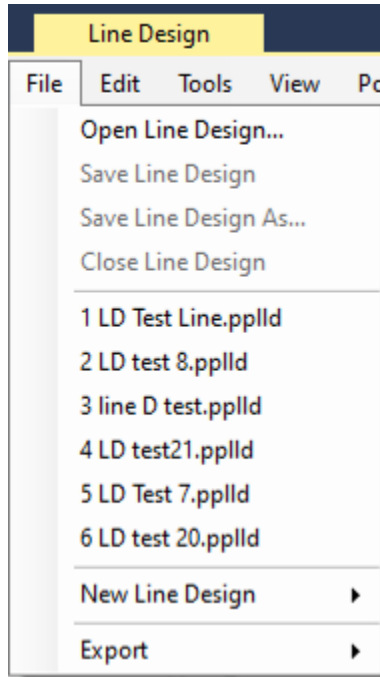 Line Design
File Edit Tools View
Open Line Design...
Save Line Design
Save Line Design As...
Close Line Design
1 LD Test Line.pplld
2 LD test 8.pplld
3 line D test.pplld
4 LD test21.pplld
5 LD Test 7.pplld
6 LD test 20.pplld
New Line Design
Export